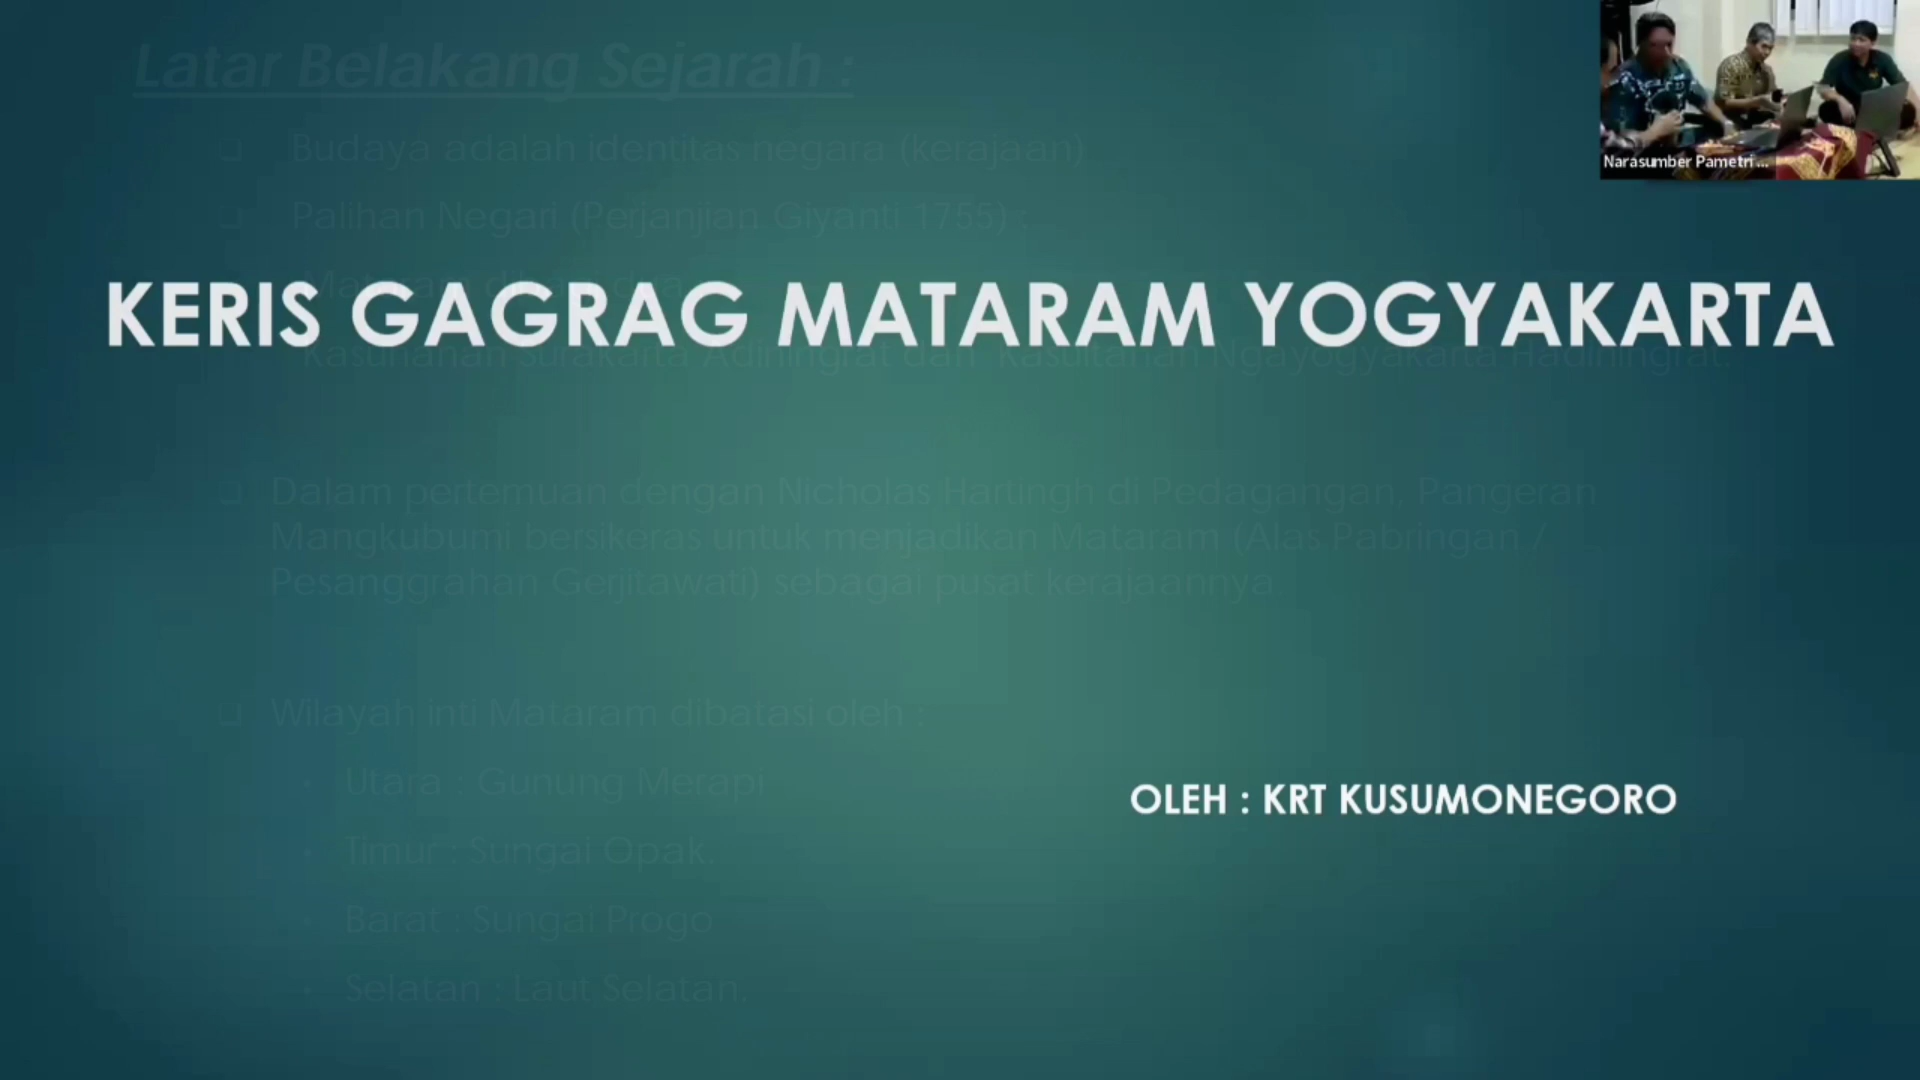 Latar Belakang Sejarah :
Budaya adalah identitas negara (kerajaan)
Palihan Negari (Perjanjian Giyanti 1755) :
KERIS GAGRAG MATARAM YOGYAKARTA
Kasunanan Surakarta Adiningrat dan Kasultanan Ngayogyakarta Hadiningrat.
Dalam pertemuan dengan Nicholas Hartingh di Pedagangan, Pangeran
Mangkubumi bersikeras untuk menjadikan Mataram (Alas Pabringan /
Pesanggrahan Gerjitawati) sebagai pusat kerajaannya.
Wilayah inti Mataram dibatasi oleh :
Utara : Gunung Merapi
OLEH : KRT KUSUMONEGORO
Timur : Sungai Opak.
Barat : Sungai Progo
Selatan : Laut Selatan.
Narasumber Pametri ...